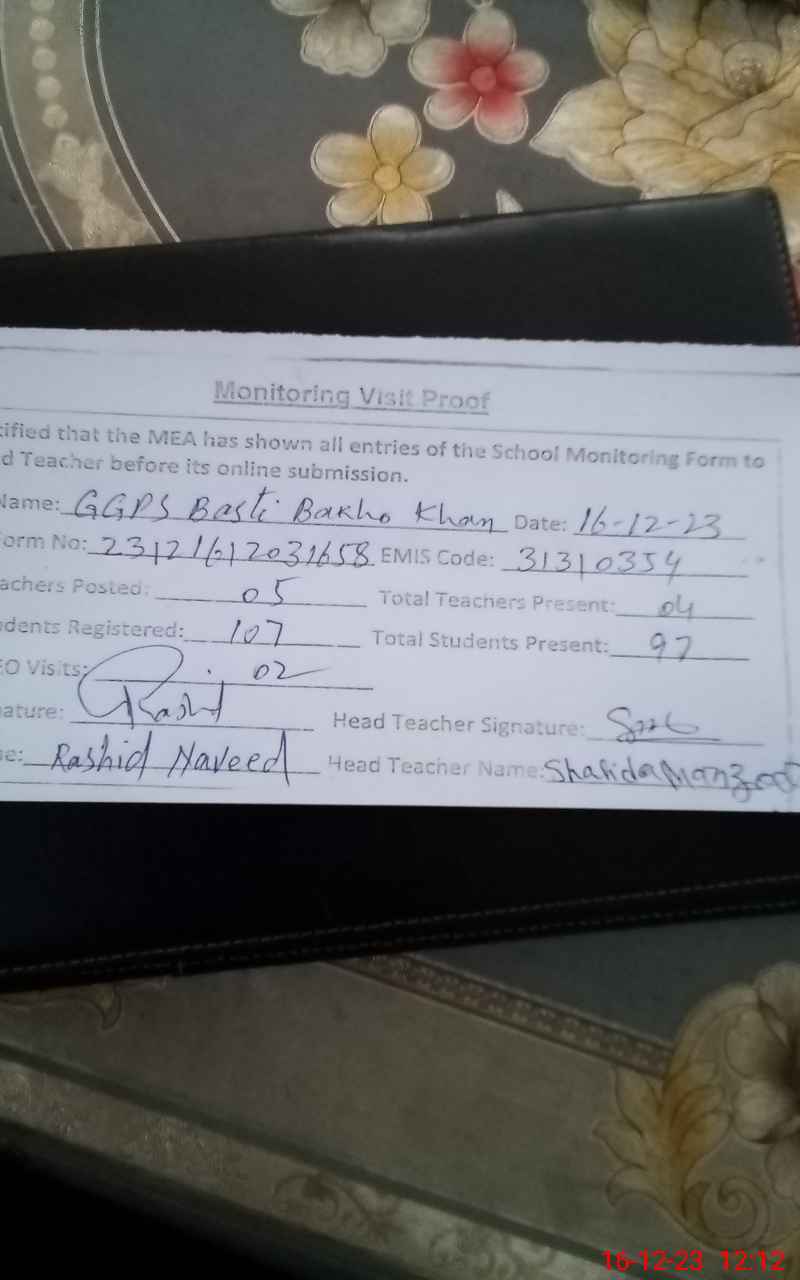 Monitoring Visit Proof
tified that the MEA has shown all entries of the School Monitoring Form to
d Teacher before its online submission.
Name: GGPS Basti Bakho Khan Date: 16-12-23
orm No: 23121612031658 EMIS Code: 31310354
achers Posted: 05 Total Teachers Present: 04
dents Registered: 107 Total Students Present: 97
EO Visits: 02
ature: Rashid Head Teacher Signature:
e: Rashid Naveed Head Teacher Name: Shahida Manzoor
16-12-23 12:12